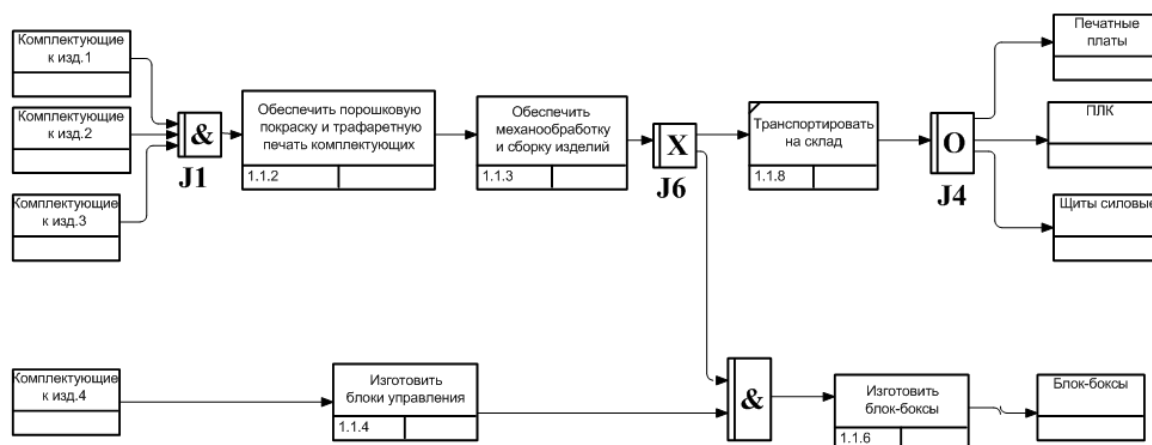 Комплектующие
к изд.1
Комплектующие
к изд.2
Комплектующие
к изд.3
&
J1
Обеспечить порошковую
покраску и трафаретную
печать комплектующих
1.1.2
Обеспечить
механообработку
и сборку изделий
1.1.3
X
J6
Транспортировать
на склад
1.1.8
O
J4
Печатные
платы
ПЛК
Щиты силовые
Комплектующие
к изд.4
Изготовить
блоки управления
1.1.4
&
Изготовить
блок-боксы
1.1.6
Блок-боксы